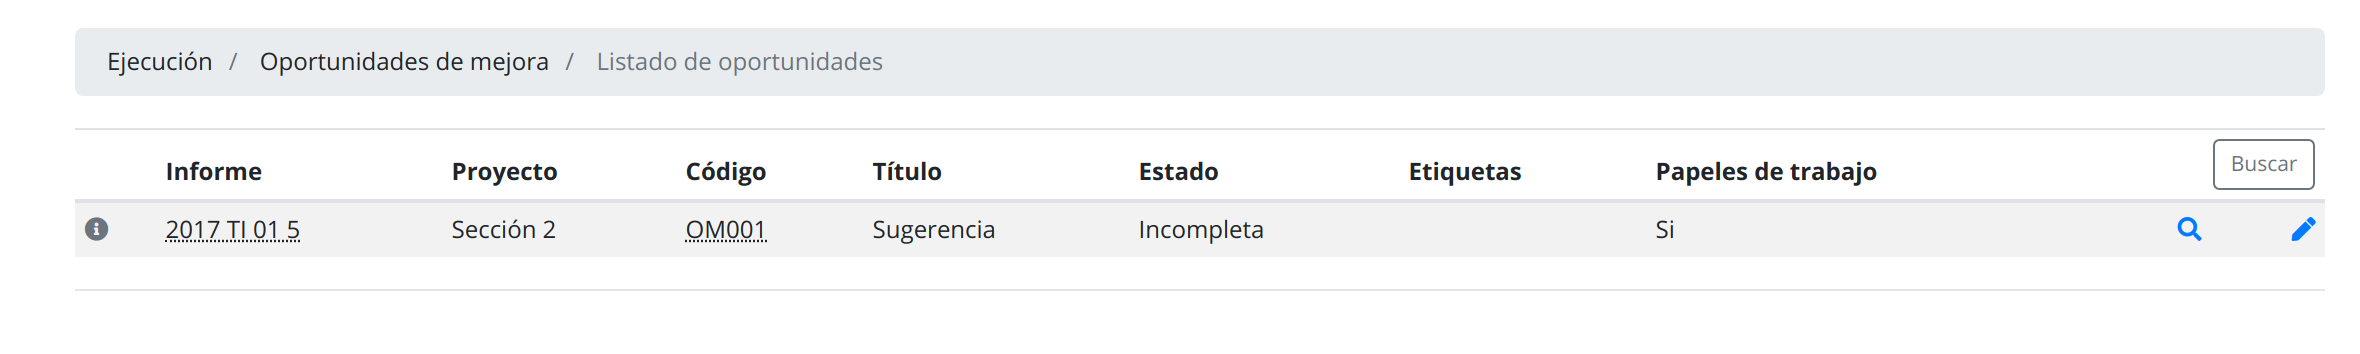 Ejecución / Oportunidades de mejora / Listado de oportunidades
Informe Proyecto Código Título Estado Etiquetas Papeles de trabajo Buscar
2017 TI 01 5 Sección 2 OM001 Sugerencia Incompleta Si